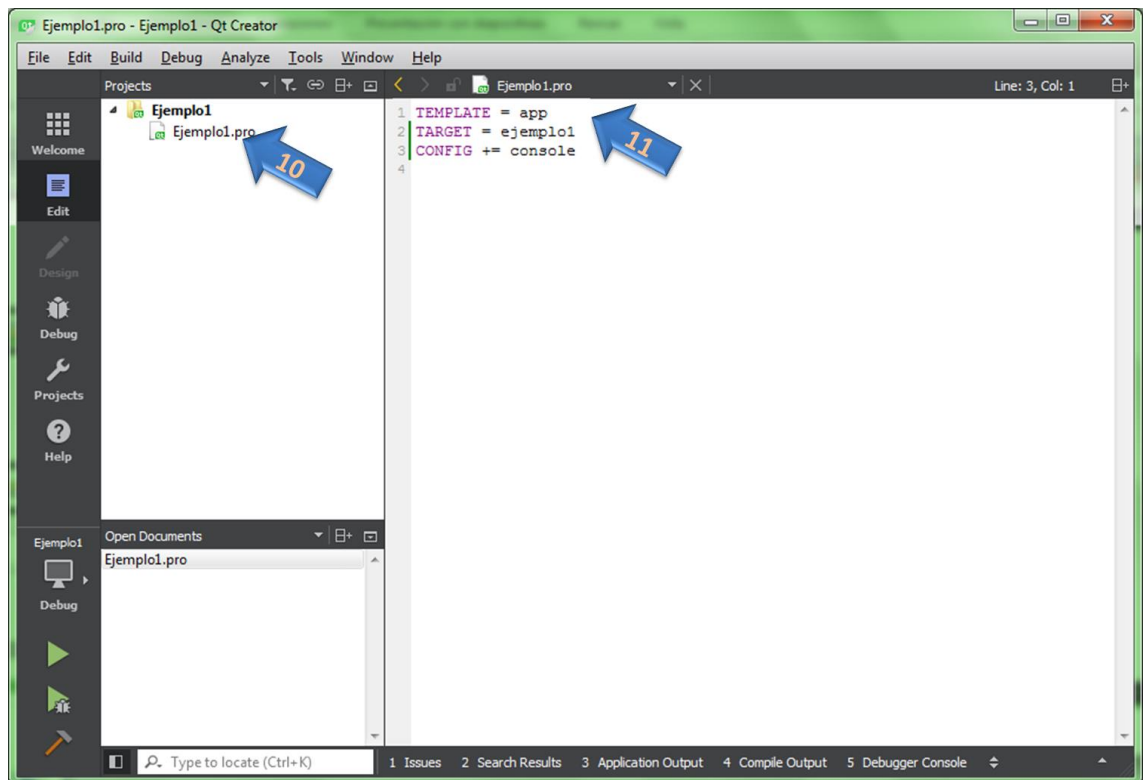 Ejemplo1.pro - Ejemplo1 - Qt Creator
File Edit Build Debug Analyze Tools Window Help
Projects
Ejemplo1.pro
Line: 3, Col: 1
Welcome
Edit
Design
Debug
Projects
Help
Ejemplo1
Ejemplo1.pro
10
1 TEMPLATE = app
2 TARGET = ejemplo1
3 CONFIG += console
4
11
Open Documents
Ejemplo1.pro
Ejemplo1
Debug
Type to locate (Ctrl+K)
1 Issues 2 Search Results 3 Application Output 4 Compile Output 5 Debugger Console